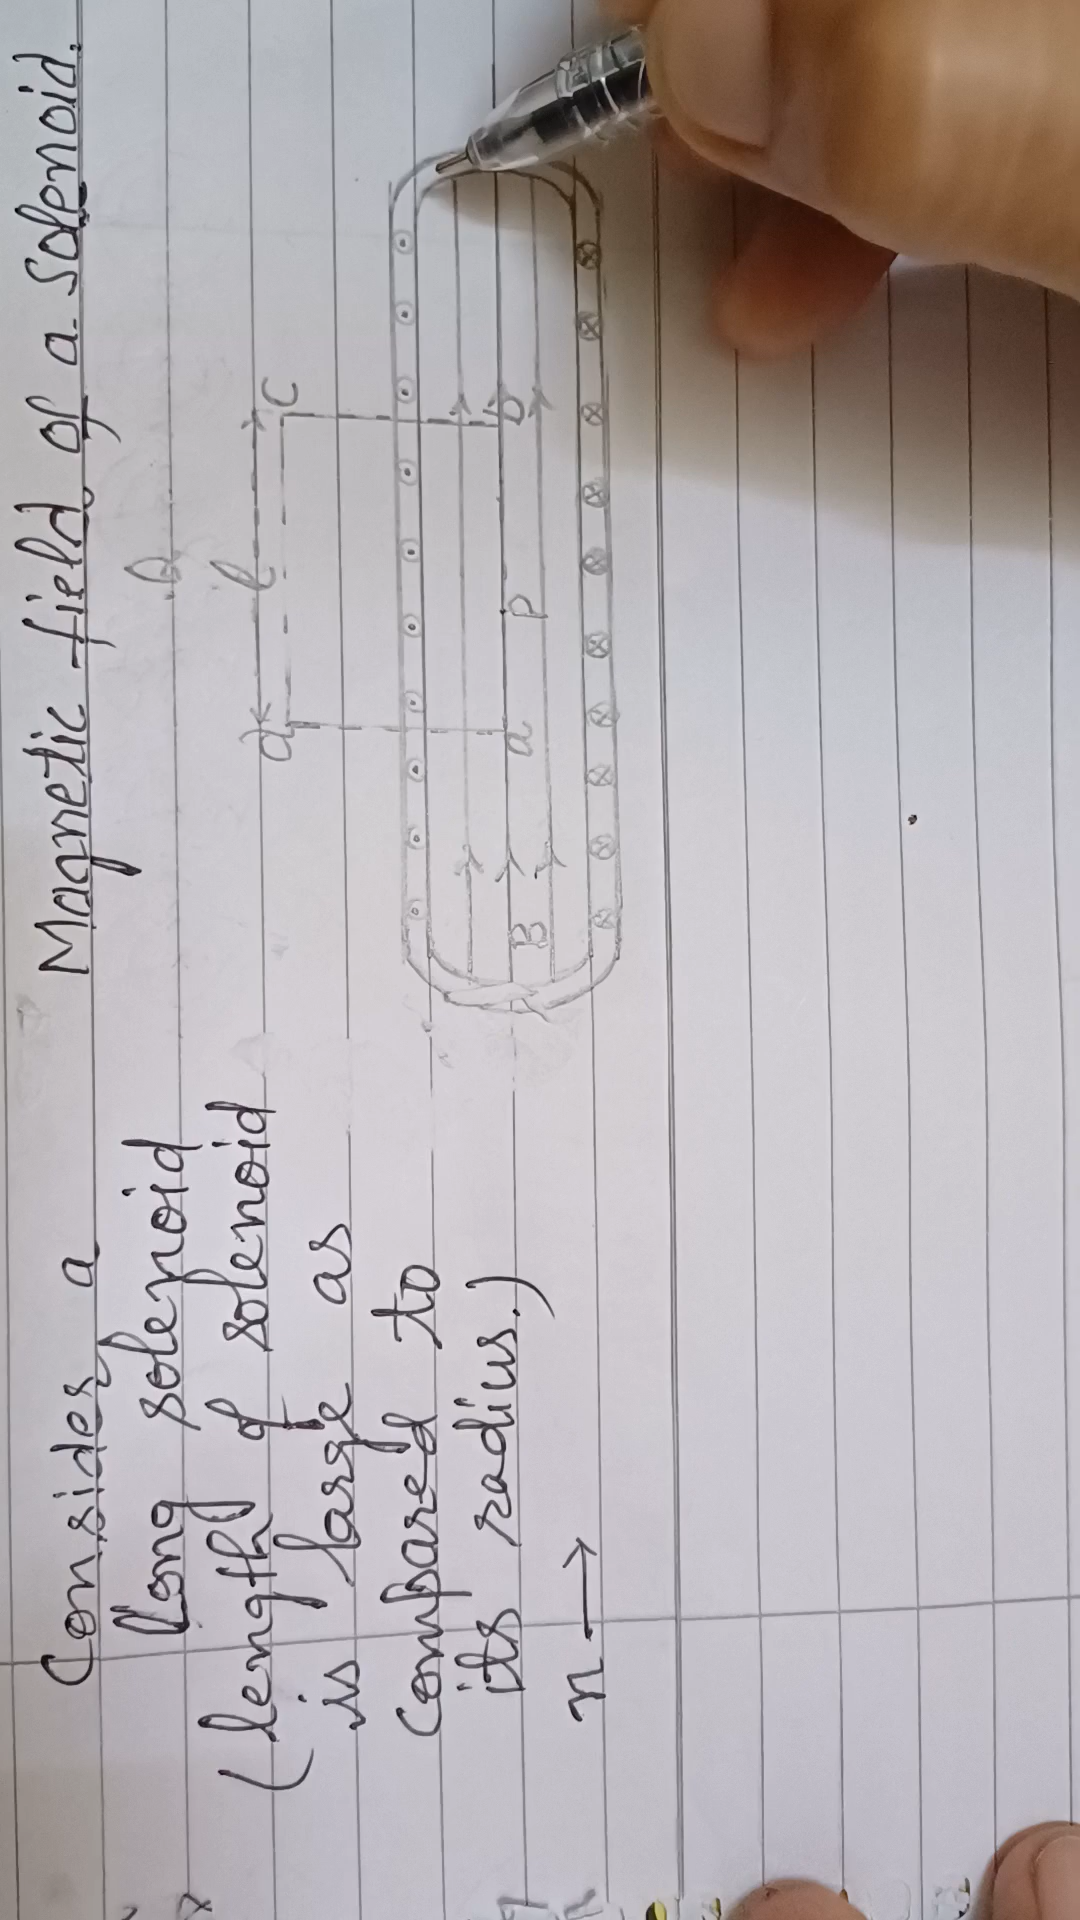 Magnetic field of a solenoid.
Consider a
long solenoid
(length of solenoid
is large as
compared to
its radius.)
n →
d l c
B a P b